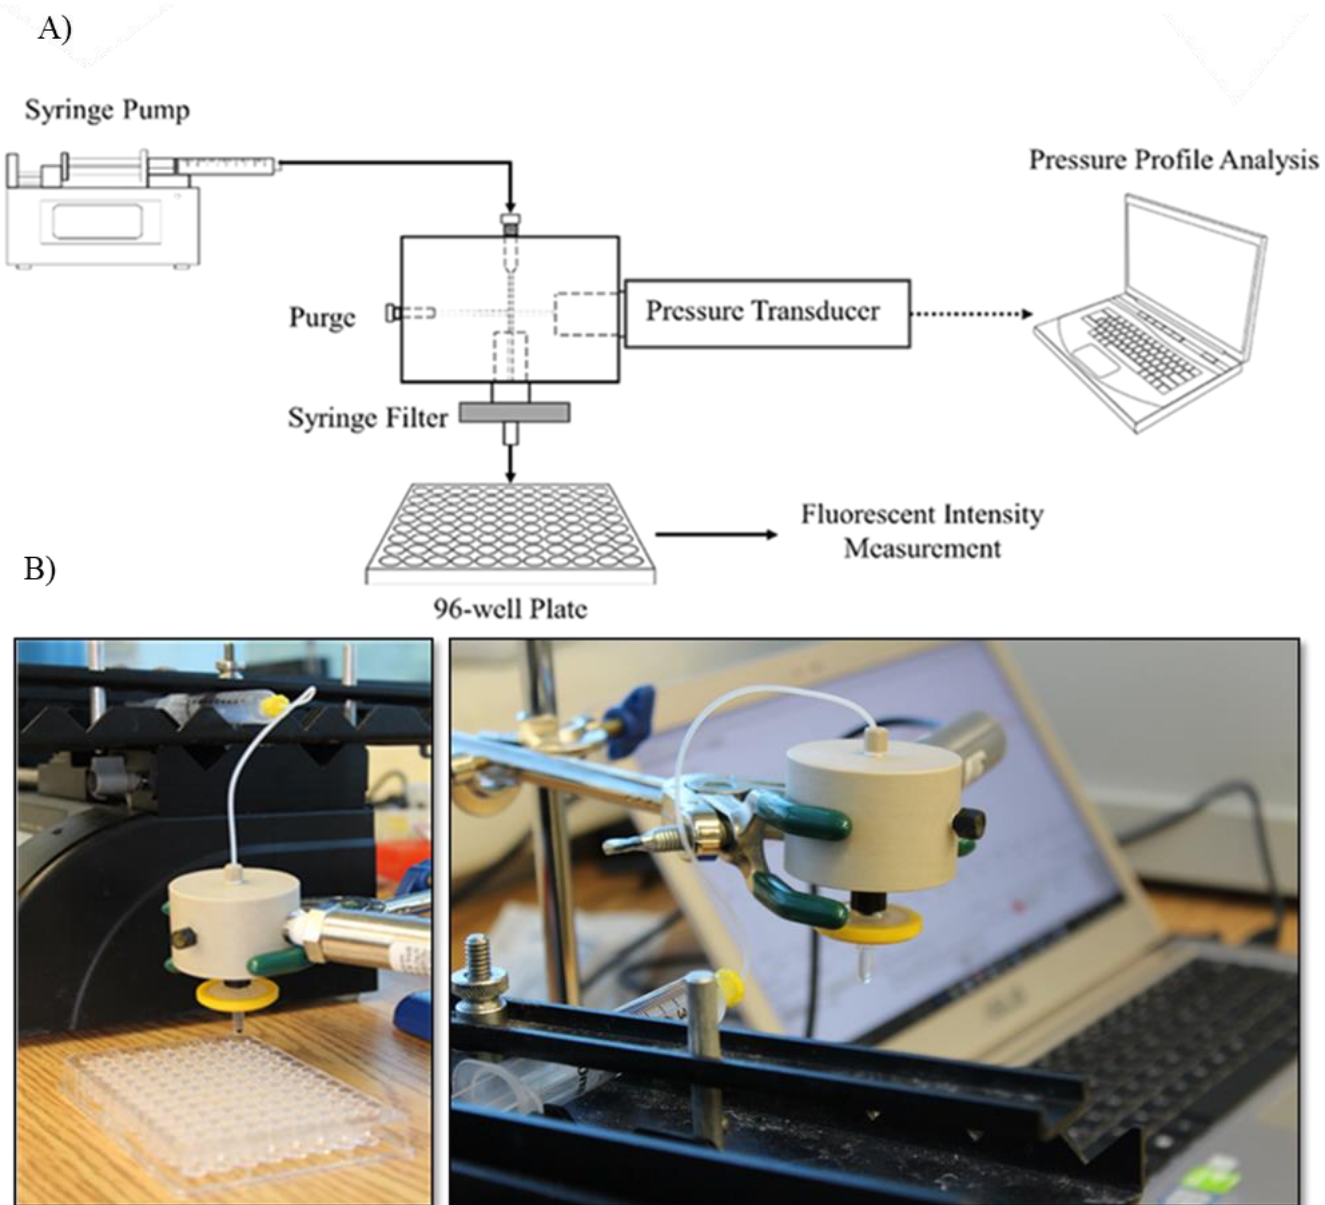 A)
Syringe Pump
Pressure Profile Analysis
Purge
Pressure Transducer
Syringe Filter
Fluorescent Intensity
Measurement
B)
96-well Plate